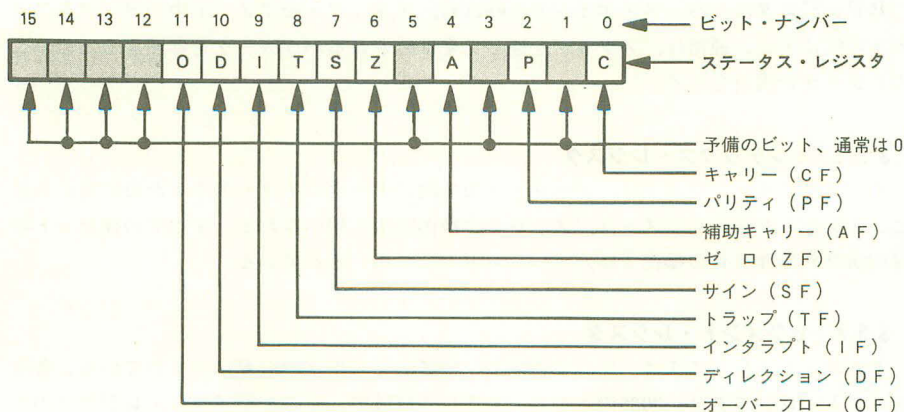 15 14 13 12 11 10 9 8 7 6 5 4 3 2 1 0 ビット・ナンバー
O D I T S Z A P C ステータス・レジスタ
予備のビット、通常は0
キャリー(CF)
パリティ(PF)
補助キャリー(AF)
ゼ ロ(ZF)
サイン(SF)
トラップ(TF)
インタラプト(IF)
ディレクション(DF)
オーバーフロー(OF)